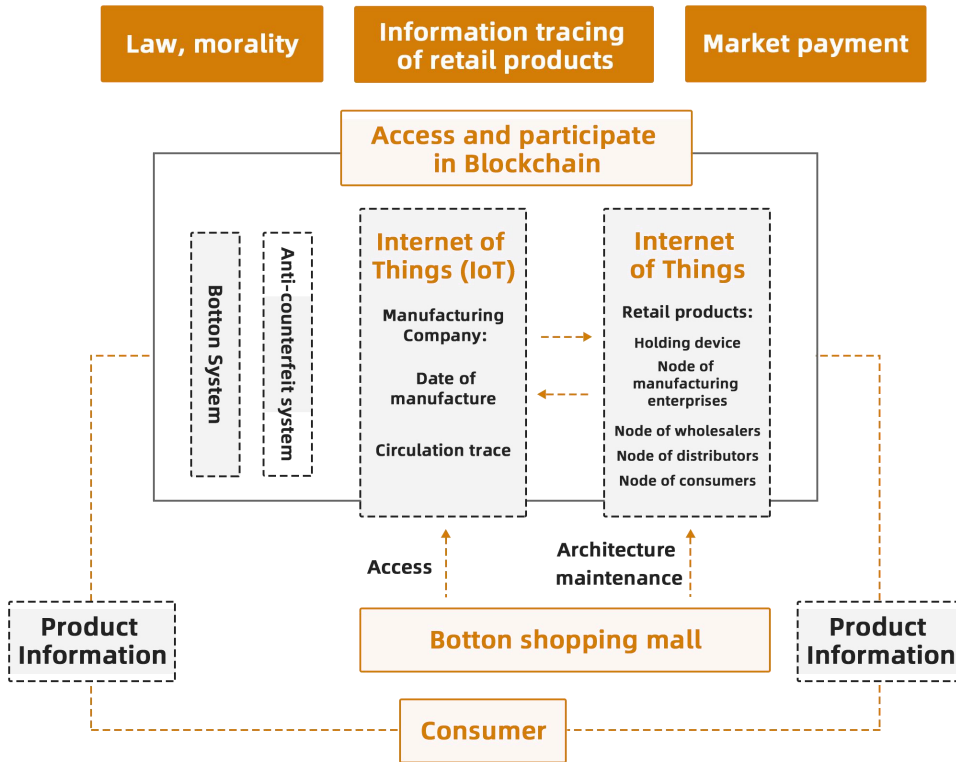 Law, morality
Information tracing
of retail products
Market payment
Access and participate
in Blockchain
Botton System
Anti-counterfeit system
Internet of
Things (IoT)
Manufacturing
Company:
Date of
manufacture
Circulation trace
Internet
of Things
Retail products:
Holding device
Node of
manufacturing
enterprises
Node of wholesalers
Node of distributors
Node of consumers
Access
Architecture
maintenance
Product
Information
Botton shopping mall
Product
Information
Consumer